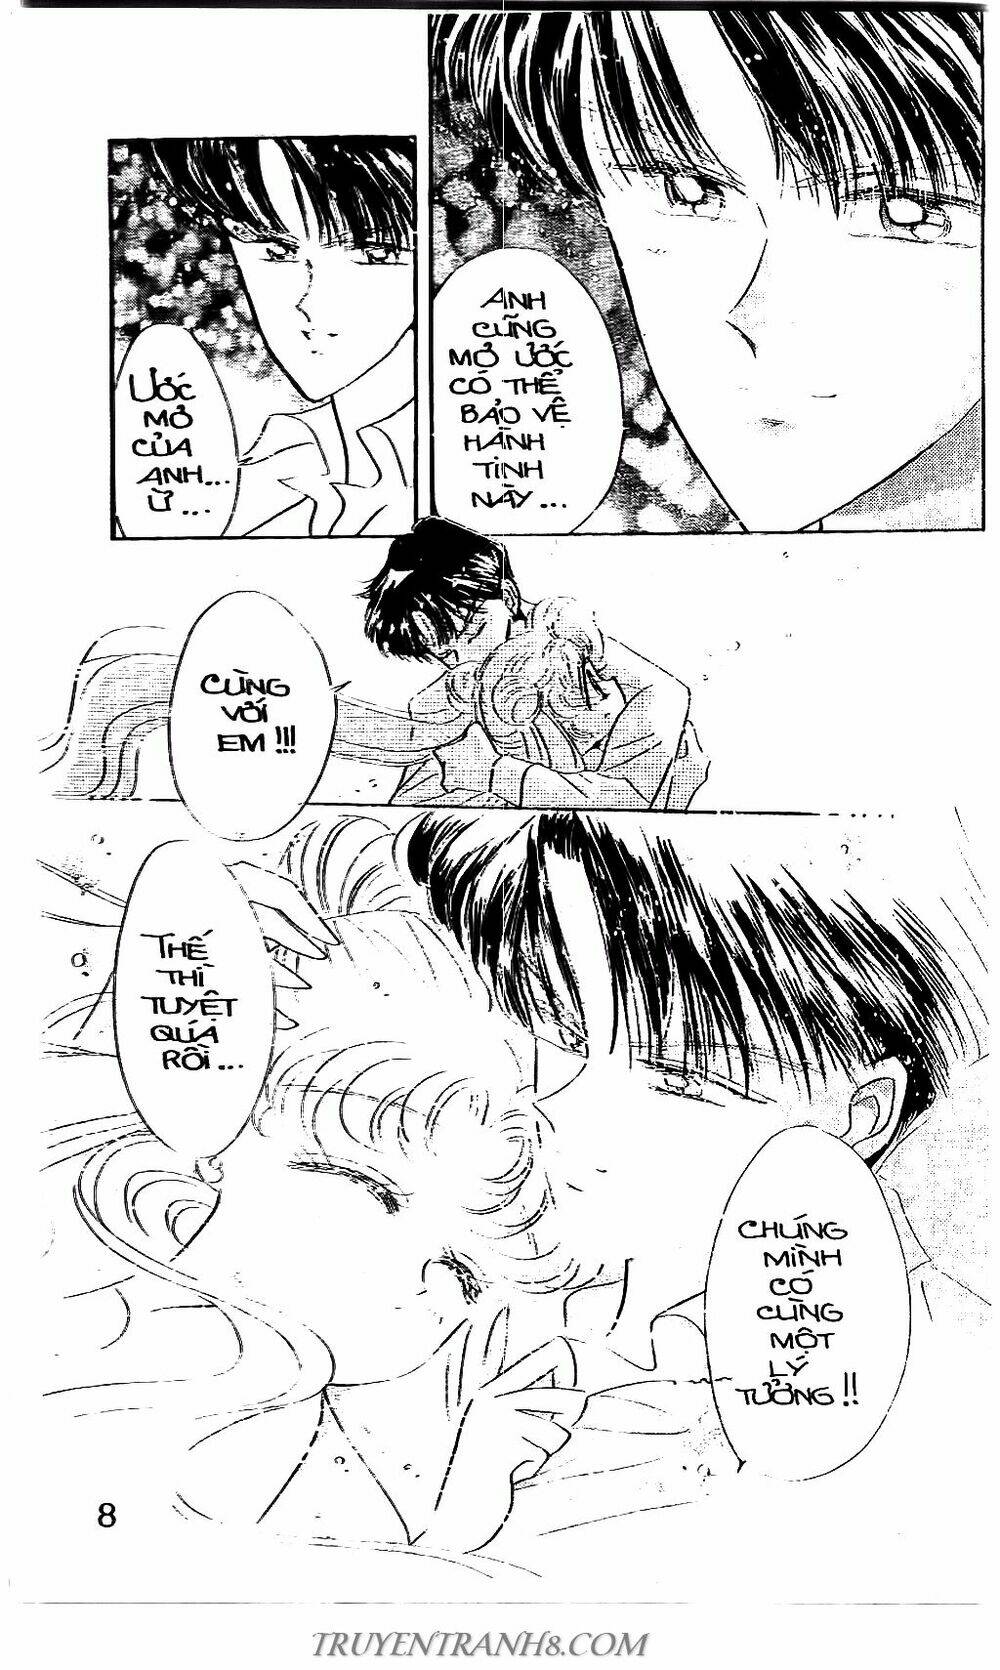 ƯỚC
MƠ
CỦA
ANH...
Ừ...
ANH
CŨNG
MƠ ƯỚC
CÓ THỂ
BẢO VỆ
HÀNH
TINH
NÀY...
CÙNG
VỚI
EM!!!
THẾ
THÌ
TUYỆT
QÚA
RỒI...
CHÚNG
MÌNH
CÓ
CÙNG
MỘT
LÝ
TƯỞNG!!
8
TRUYENTRANH8.COM